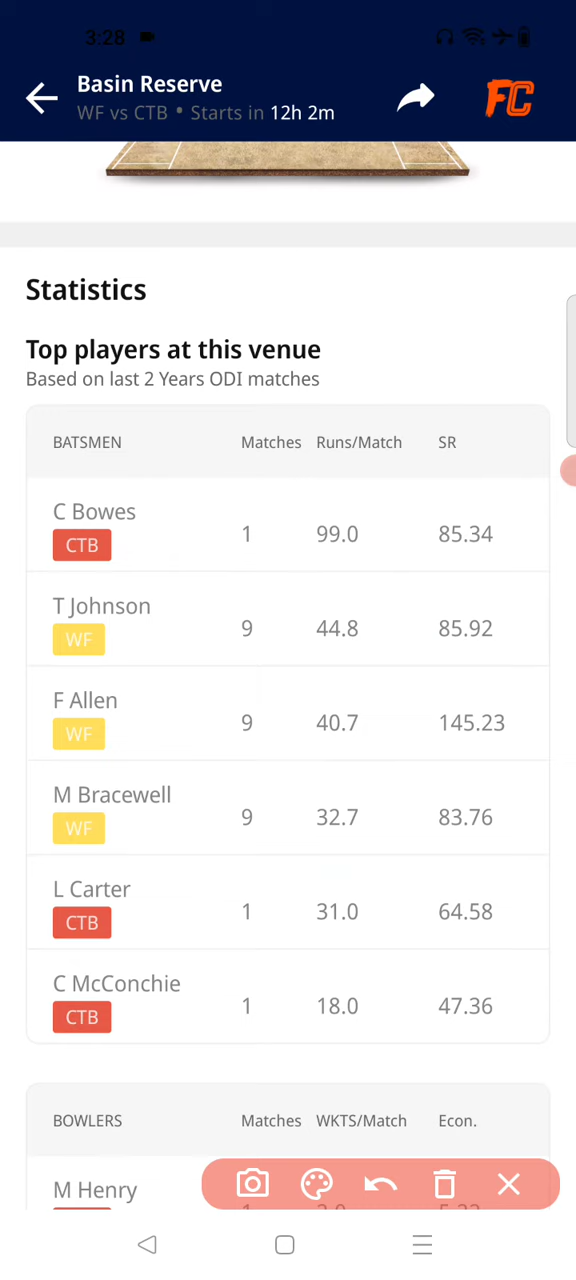 3:28
Basin Reserve
WF vs CTB • Starts in 12h 2m
FC
Statistics
Top players at this venue
Based on last 2 Years ODI matches
BATSMEN Matches Runs/Match SR
C Bowes
CTB
1 99.0 85.34
T Johnson
WF
9 44.8 85.92
F Allen
WF
9 40.7 145.23
M Bracewell
WF
9 32.7 83.76
L Carter
CTB
1 31.0 64.58
C McConchie
CTB
1 18.0 47.36
BOWLERS Matches WKTS/Match Econ.
M Henry